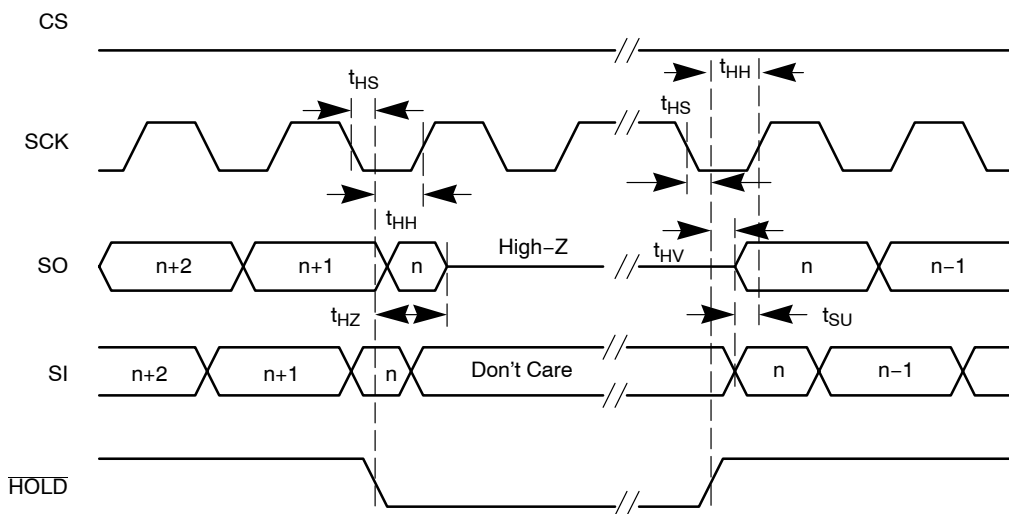 CS
tHS
tHH
tHS
SCK
tHH
SO
n+2
n+1
n
High–Z
tHV
n
n–1
tHZ
tSU
SI
n+2
n+1
n
Don't Care
n
n–1
HOLD